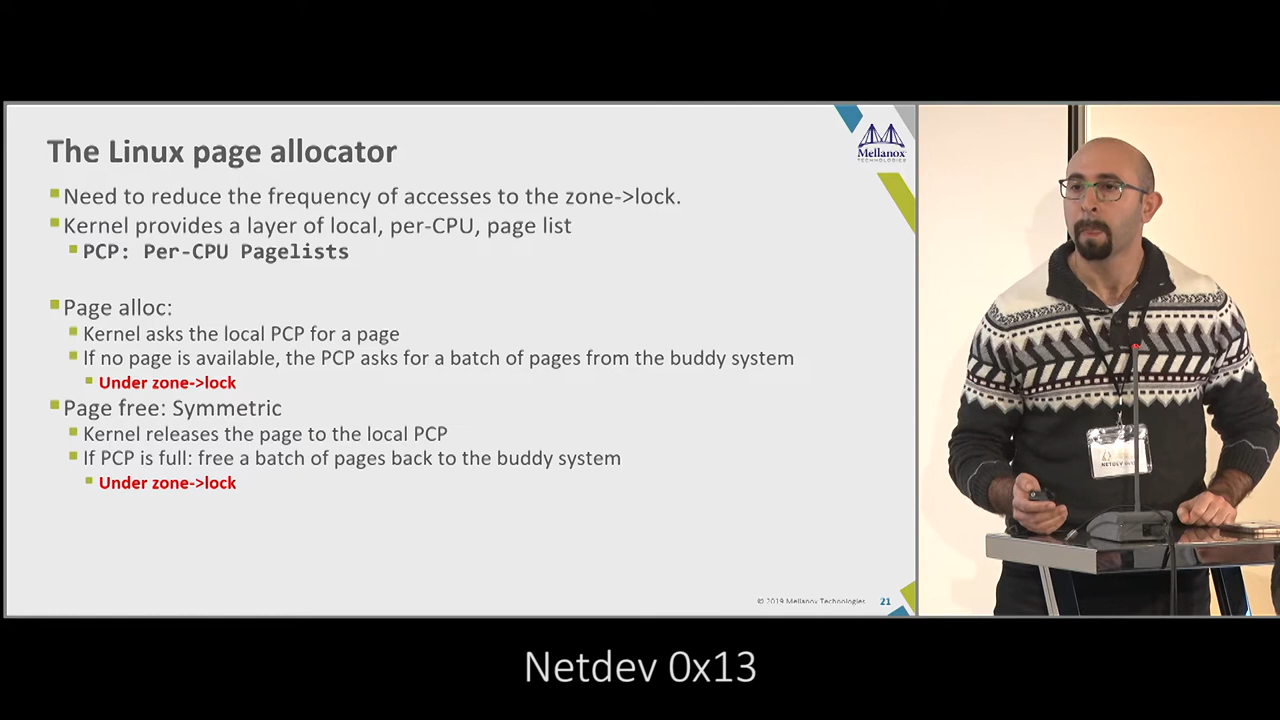 The Linux page allocator
Mellanox
TECHNOLOGIES
Need to reduce the frequency of accesses to the zone->lock.
Kernel provides a layer of local, per-CPU, page list
PCP: Per-CPU Pagelists
Page alloc:
Kernel asks the local PCP for a page
If no page is available, the PCP asks for a batch of pages from the buddy system
Under zone->lock
Page free: Symmetric
Kernel releases the page to the local PCP
If PCP is full: free a batch of pages back to the buddy system
Under zone->lock
© 2019 Mellanox Technologies
21
NETDEV
Netdev 0x13